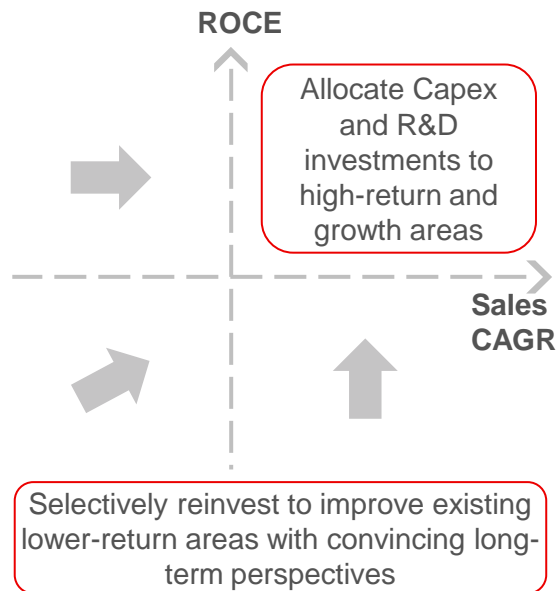 ROCE
Allocate Capex
and R&D
investments to
high-return and
growth areas
Sales
CAGR
Selectively reinvest to improve existing
lower-return areas with convincing long-
term perspectives